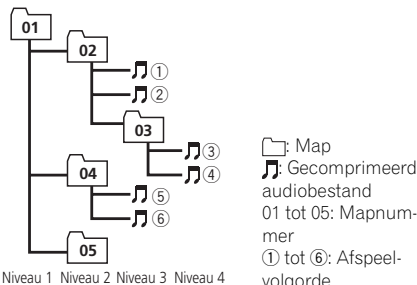 01
02
①
②
03
③
④
04
⑤
⑥
05
Niveau 1 Niveau 2 Niveau 3 Niveau 4
: Map
: Gecomprimeerd
audiobestand
01 tot 05: Mapnum-
mer
① tot ⑥: Afspeel-
volgorde